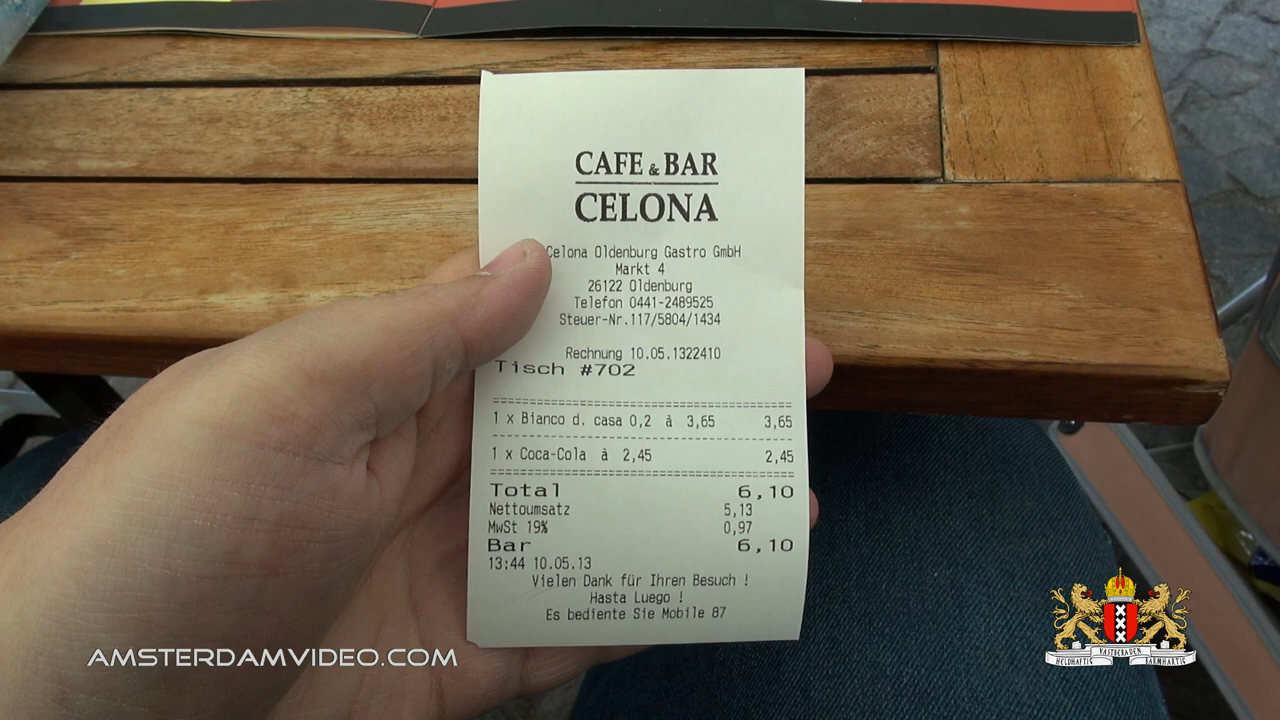 CAFE & BAR
CELONA
Celona Oldenburg Gastro GmbH
Markt 4
26122 Oldenburg
Telefon 0441-2489525
Steuer-Nr.117/5804/1434
Rechnung 10.05.1322410
Tisch #702
1 x Bianco d. casa 0,2 à 3,65 3,65
1 x Coca-Cola à 2,45 2,45
Total 6,10
Nettoumsatz 5,13
MwSt 19% 0,97
Bar 6,10
13:44 10.05.13
Vielen Dank für Ihren Besuch !
Hasta Luego !
Es bediente Sie Mobile 87
AMSTERDAMVIDEO.COM
HELDHAFTIG VASTBERADEN BARMHARTIG